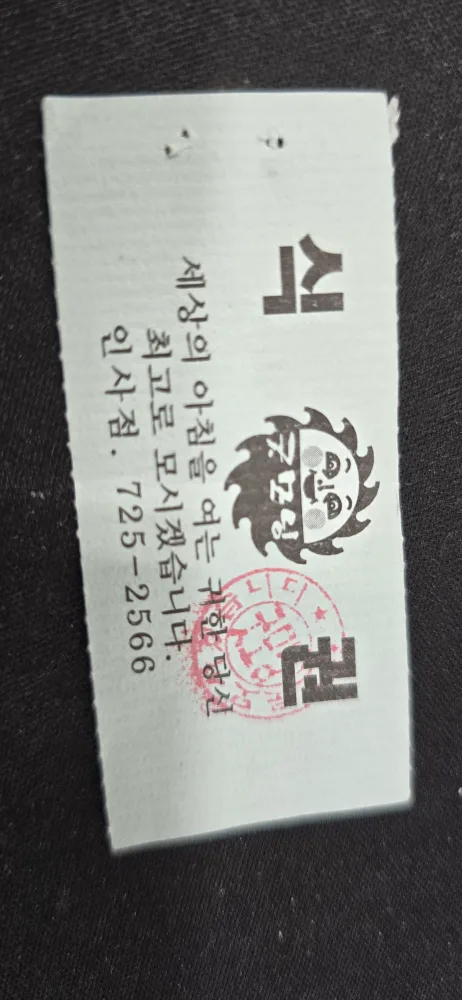 식 권
굿모닝
세상의 아침을 여는 귀한 당신
최고로 모시겠습니다.
인사점. 725-2566